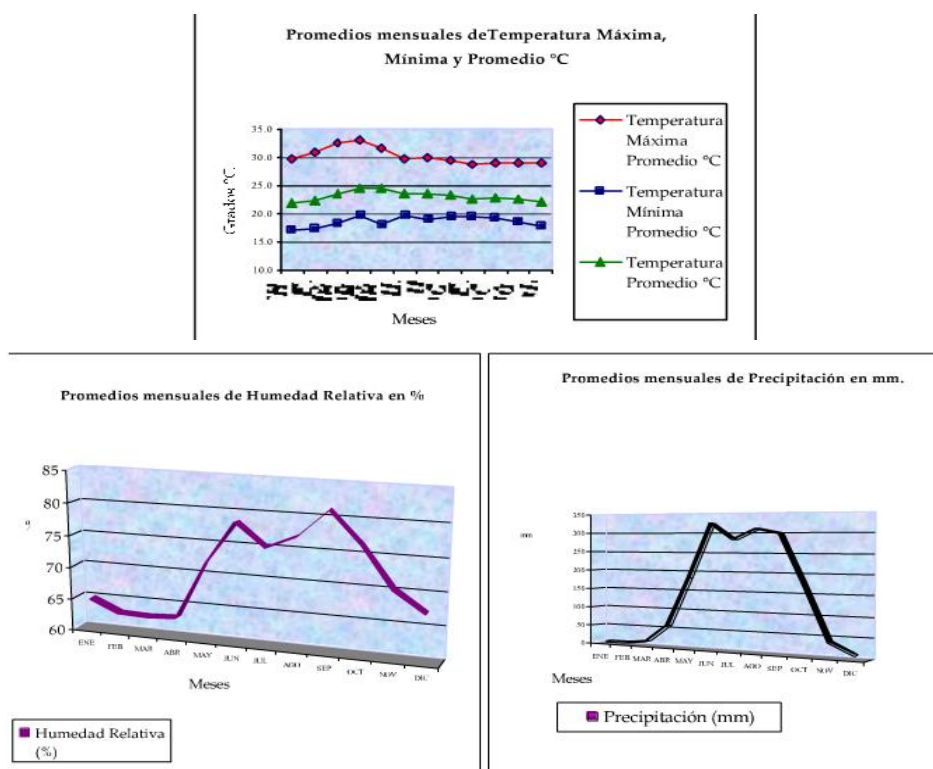 Promedios mensuales deTemperatura Máxima,
Mínima y Promedio °C
35.0
30.0
25.0
20.0
15.0
10.0
Grados °C.
Meses
Temperatura
Máxima
Promedio °C
Temperatura
Mínima
Promedio °C
Temperatura
Promedio °C
Promedios mensuales de Humedad Relativa en %
85
80
75
70
65
60
%
ENE FEB MAR ABR MAY JUN JUL AGO SEP OCT NOV DIC
Meses
Humedad Relativa
(%)
Promedios mensuales de Precipitación en mm.
350
300
250
200
150
100
50
0
mm
ENE FEB MAR ABR MAY JUN JUL AGO SEP OCT NOV DIC
Meses
Precipitación (mm)